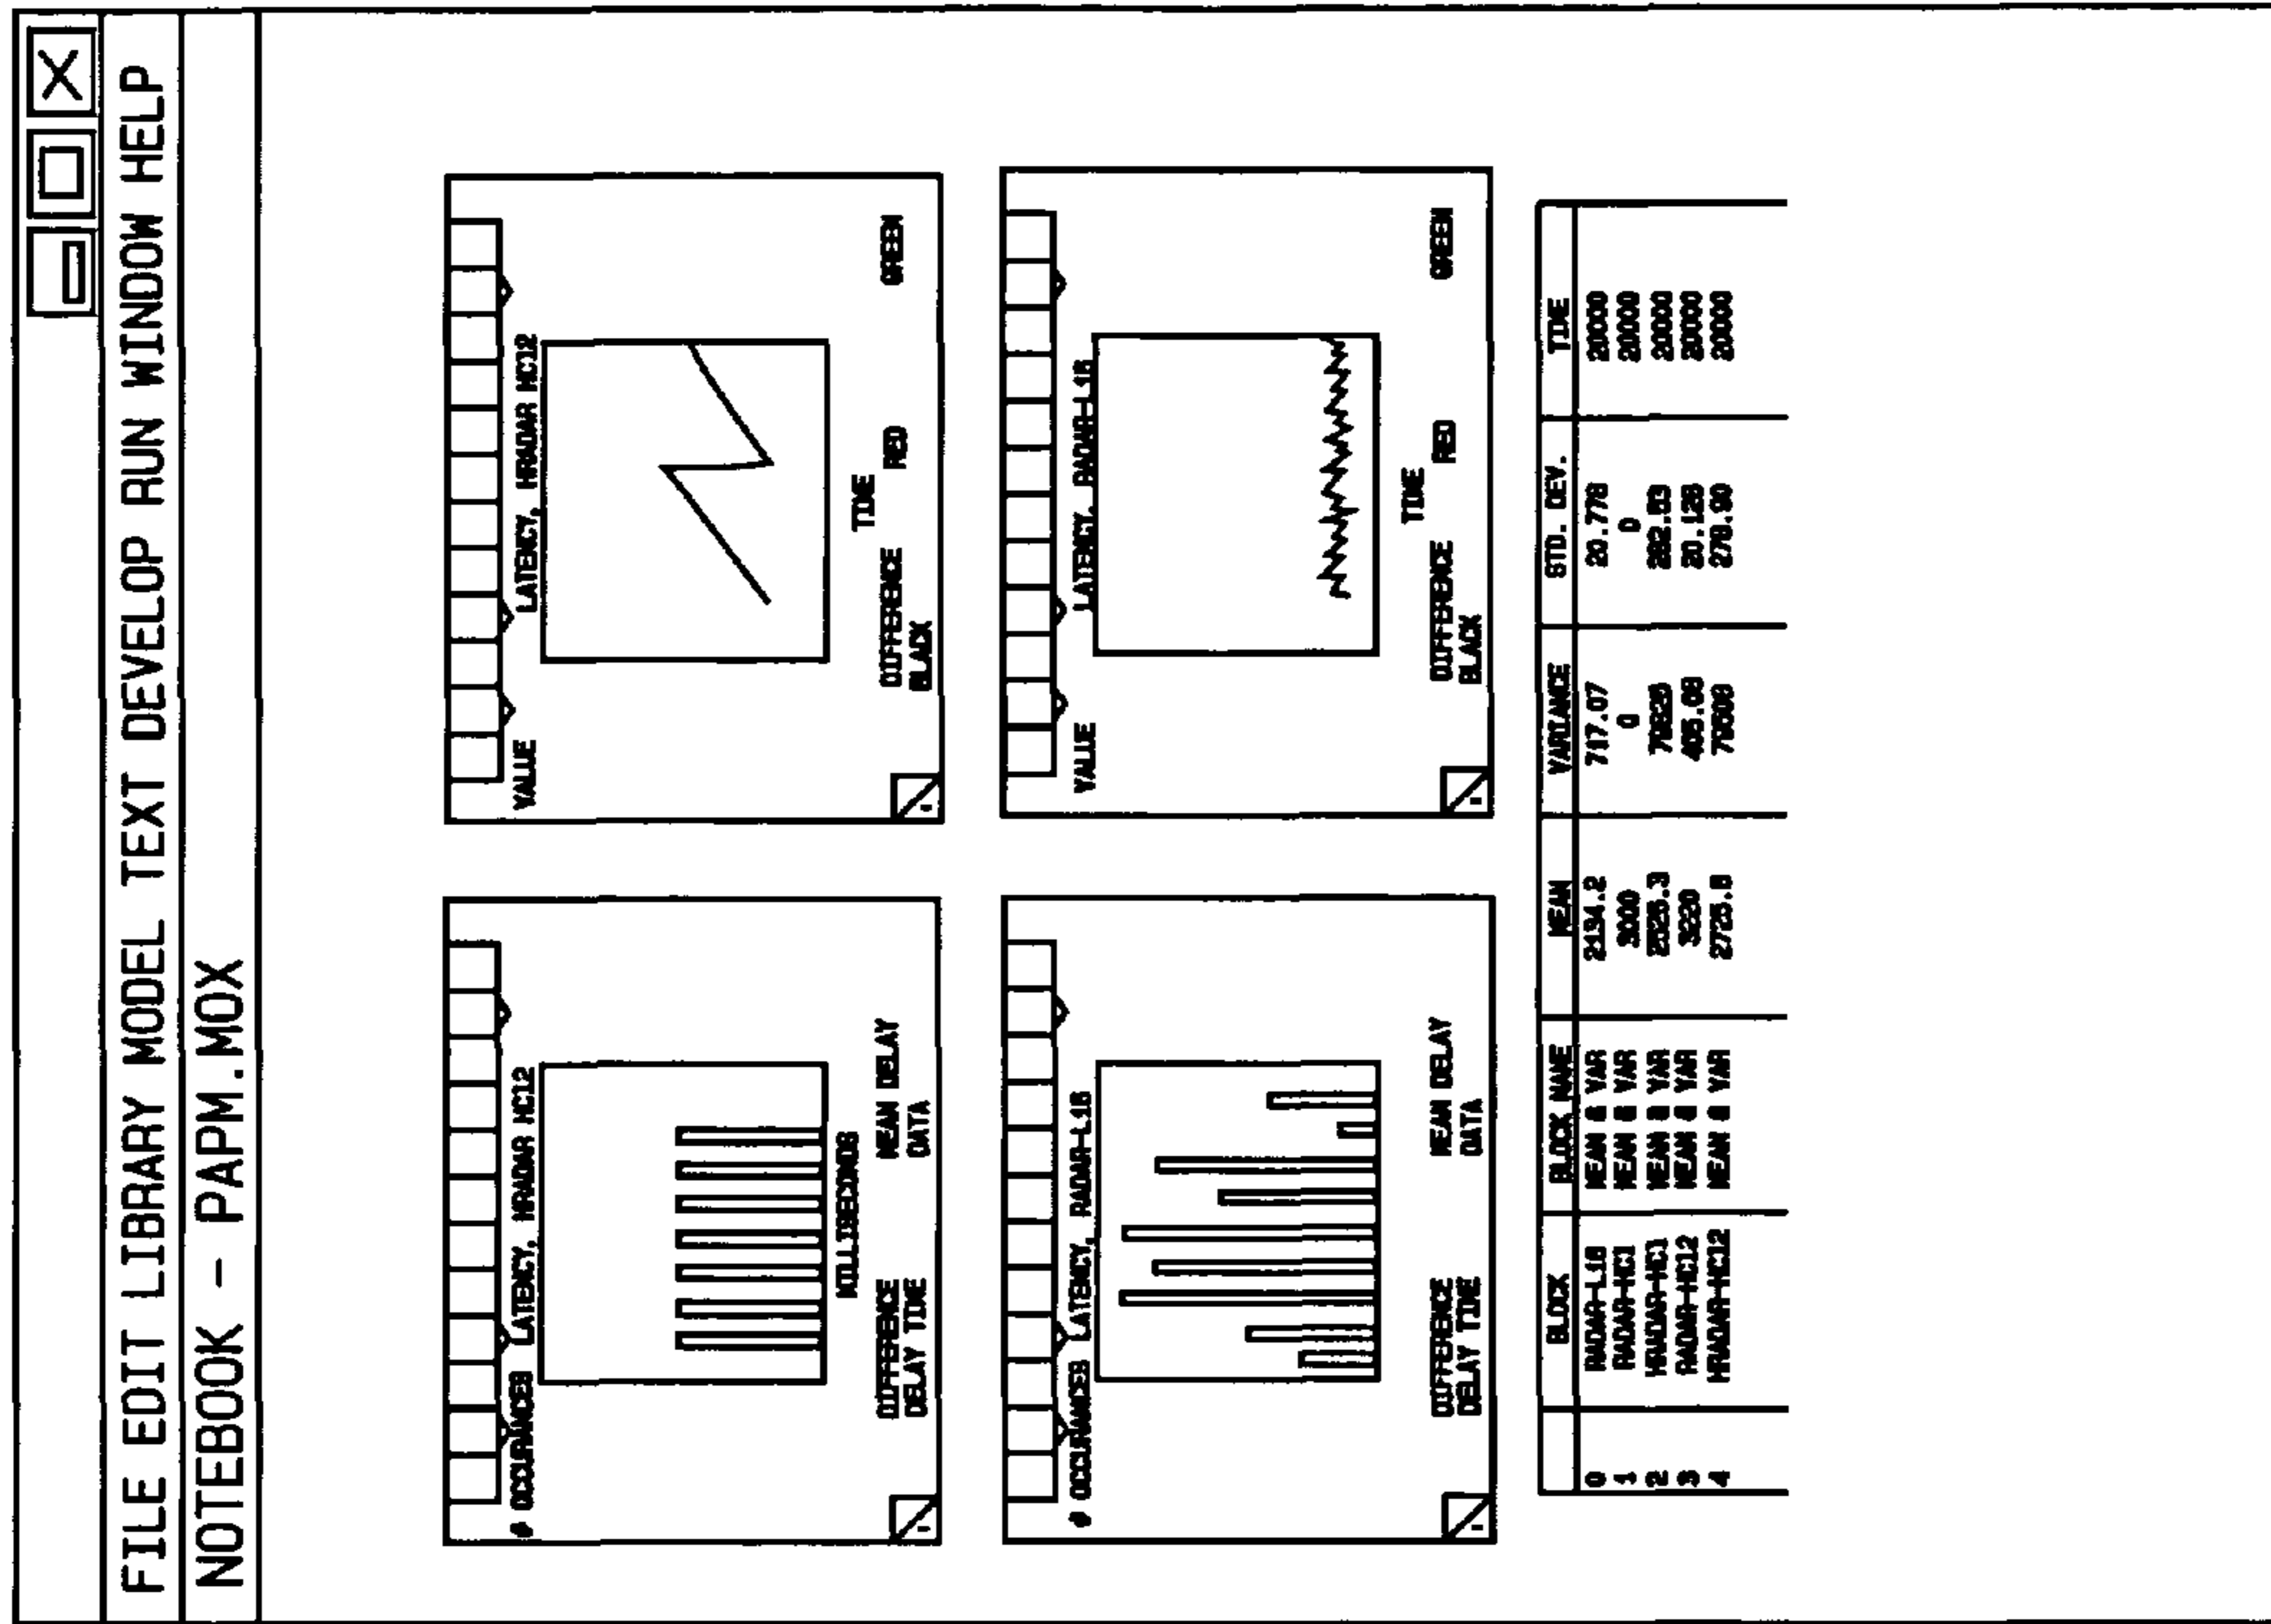 FILE EDIT LIBRARY MODEL TEXT DEVELOP RUN WINDOW HELP
NOTEBOOK - PAPM.MOX
# OCCURANCES LATENCY, HRADAR HC12
MILLISECONDS
DIFFERENCE MEAN DELAY
DELAY TIME DATA
VALUE LATENCY, HRADAR HC12
TIME
DIFFERENCE RED GREEN
BLACK
# OCCURANCES LATENCY, RADAR-L16
DIFFERENCE MEAN DELAY
DELAY TIME DATA
VALUE LATENCY, RADAR-L16
TIME
DIFFERENCE RED GREEN
BLACK
BLOCK BLOCK NAME MEAN VARIANCE STD. DEV. TIME
0 RADAR-L16 MEAN & VAR 2134.2 717.07 20.778 20000
1 RADAR-HC1 MEAN & VAR 3000 0 0 20000
2 HRADAR-HC1 MEAN & VAR 20000
3 RADAR-HC12 MEAN & VAR 3220 405.08 20.126 20000
4 HRADAR-HC12 MEAN & VAR 20000